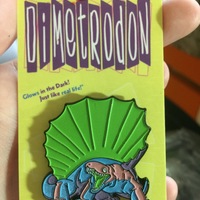 Dimetrodon
Glows in the Dark!
Just like real life!